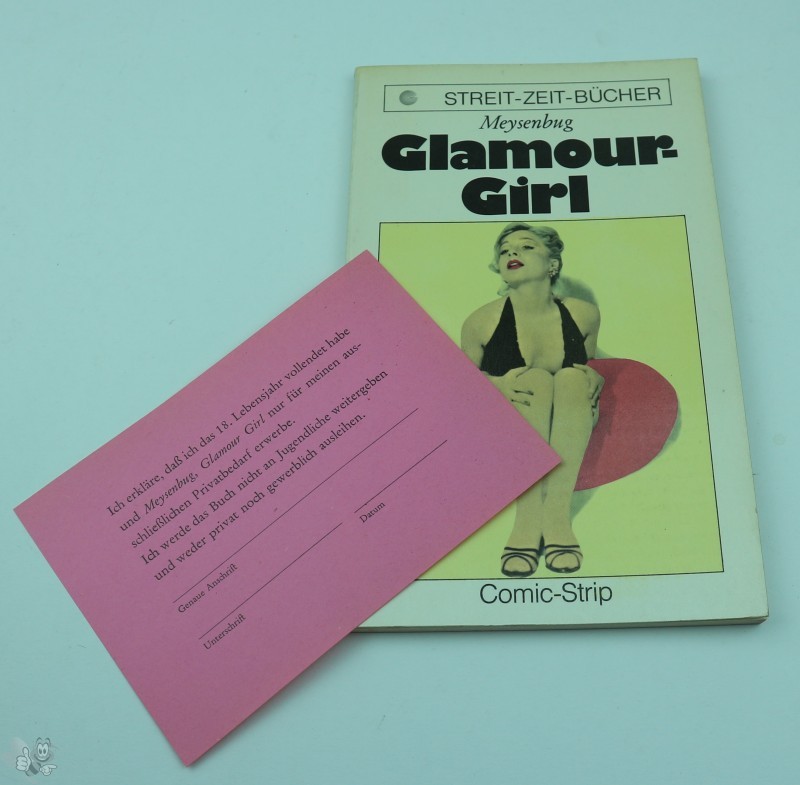 STREIT-ZEIT-BÜCHER
Meysenbug
Glamour-
Girl
Comic-Strip
Ich erkläre, daß ich das 18. Lebensjahr vollendet habe
und Meysenbug, Glamour Girl nur für meinen aus-
schließlichen Privatbedarf erwerbe.
Ich werde das Buch nicht an Jugendliche weitergeben
und weder privat noch gewerblich ausleihen.
Genaue Anschrift
Datum
Unterschrift